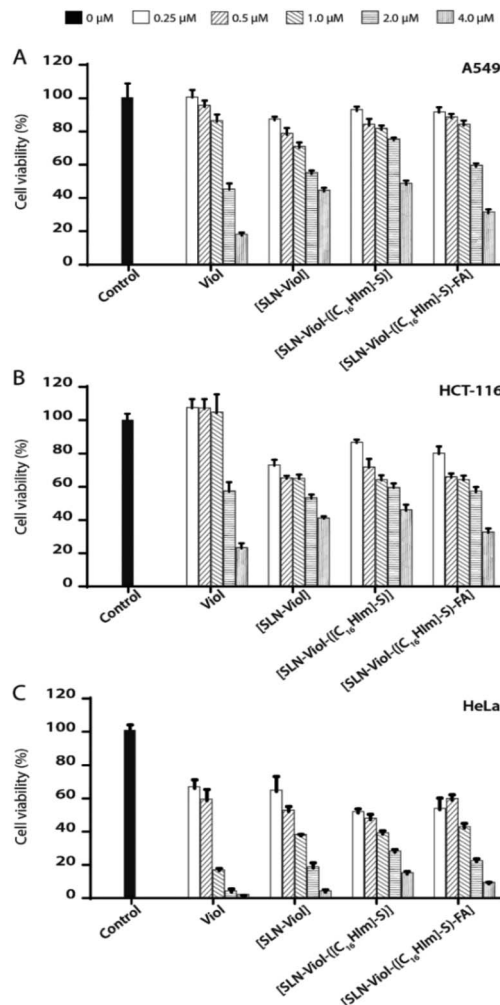 0 µM 0.25 µM 0.5 µM 1.0 µM 2.0 µM 4.0 µM
A
A549
Cell viability (%)
120
100
80
60
40
20
0
Control
Viol
[SLN-Viol]
[SLN-Viol-([C₁₆HIm]-S)]
[SLN-Viol-([C₁₆HIm]-S)-FA]
B
HCT-116
Cell viability (%)
120
100
80
60
40
20
0
Control
Viol
[SLN-Viol]
[SLN-Viol-([C₁₆HIm]-S)]
[SLN-Viol-([C₁₆HIm]-S)-FA]
C
HeLa
Cell viability (%)
120
100
80
60
40
20
0
Control
Viol
[SLN-Viol]
[SLN-Viol-([C₁₆HIm]-S)]
[SLN-Viol-([C₁₆HIm]-S)-FA]